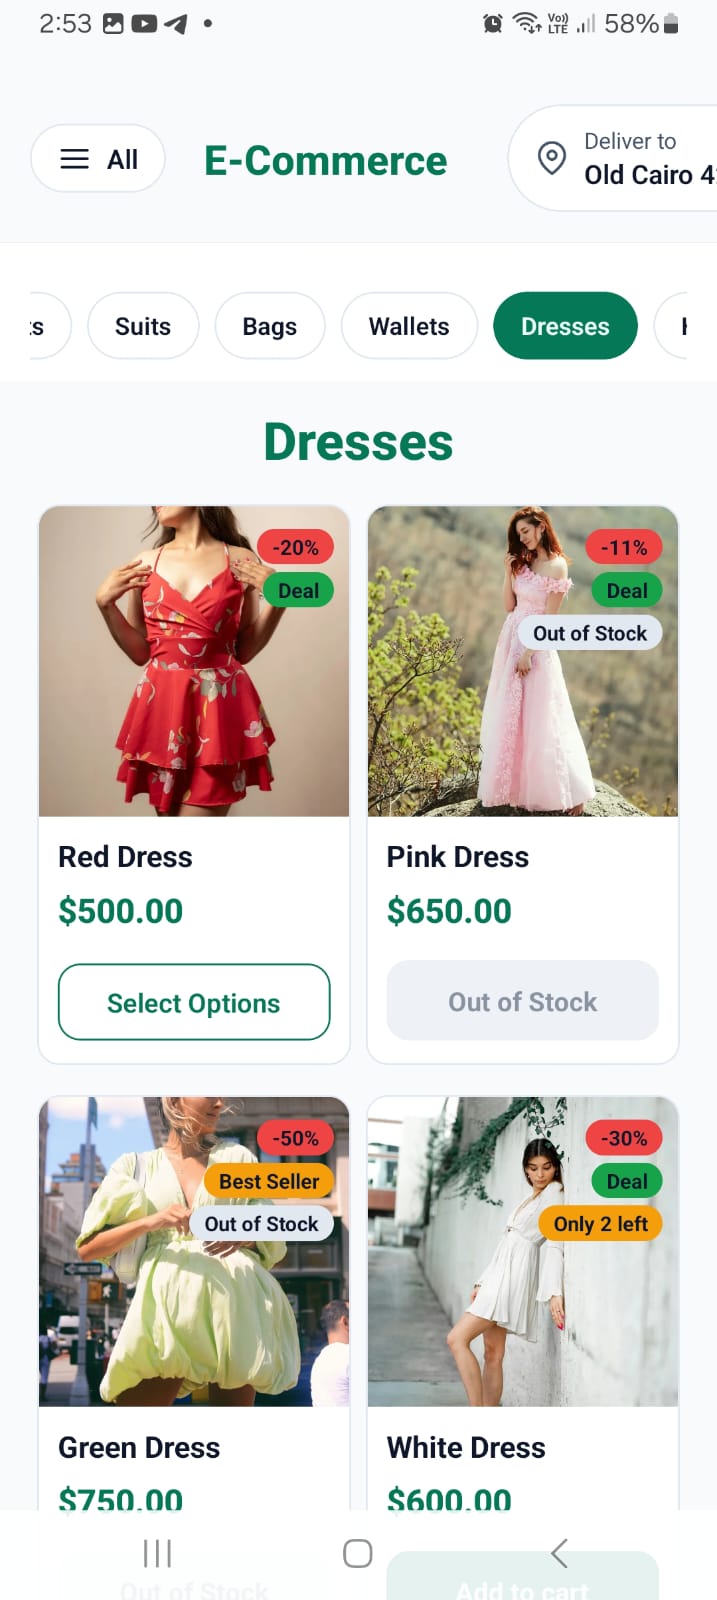 2:53
Vo))
LTE
58%
All
E-Commerce
Deliver to
Old Cairo 4
Suits
Bags
Wallets
Dresses
Dresses
-20%
Deal
-11%
Deal
Out of Stock
Red Dress
$500.00
Select Options
Pink Dress
$650.00
Out of Stock
-50%
Best Seller
Out of Stock
-30%
Deal
Only 2 left
Green Dress
$750.00
Out of Stock
White Dress
$600.00
Add to cart